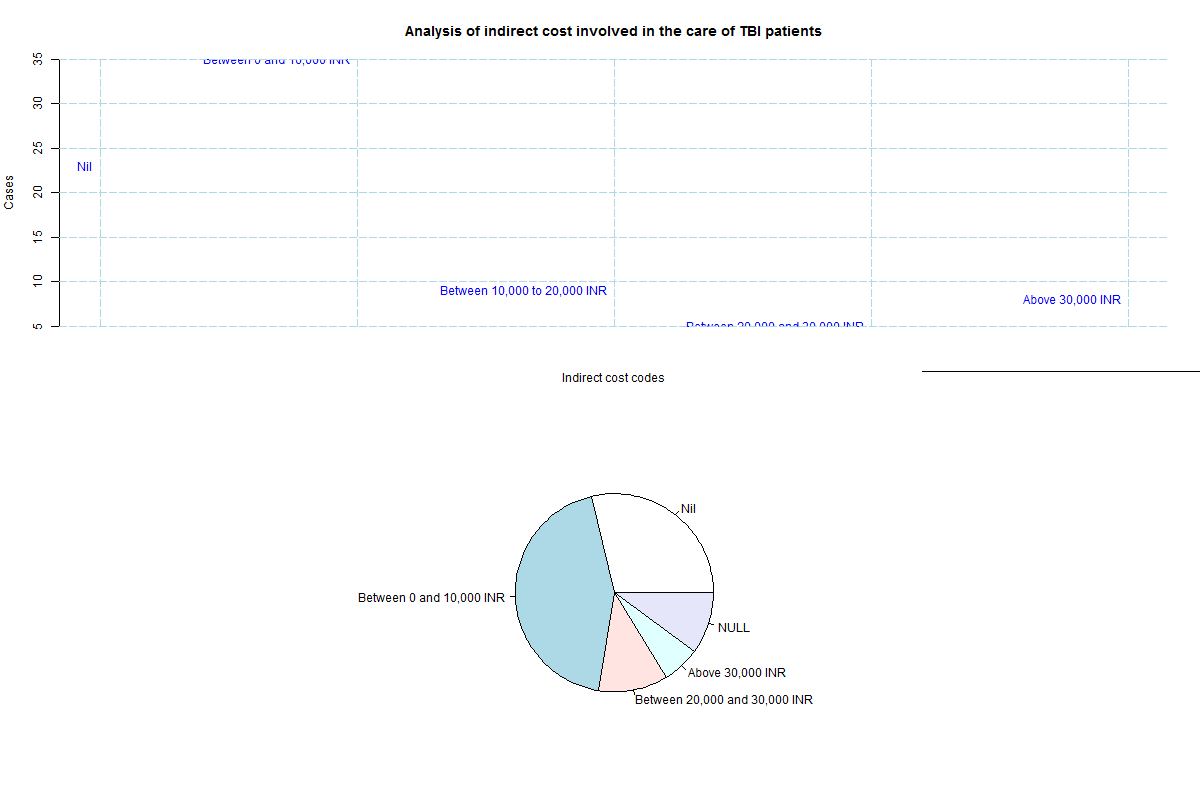 Analysis of indirect cost involved in the care of TBI patients
35
Between 0 and 10,000 INR
30
25
Nil
20
Cases
15
10
Between 10,000 to 20,000 INR
Above 30,000 INR
5
Between 20,000 and 30,000 INR
Indirect cost codes
Nil
Between 0 and 10,000 INR
NULL
Above 30,000 INR
Between 20,000 and 30,000 INR